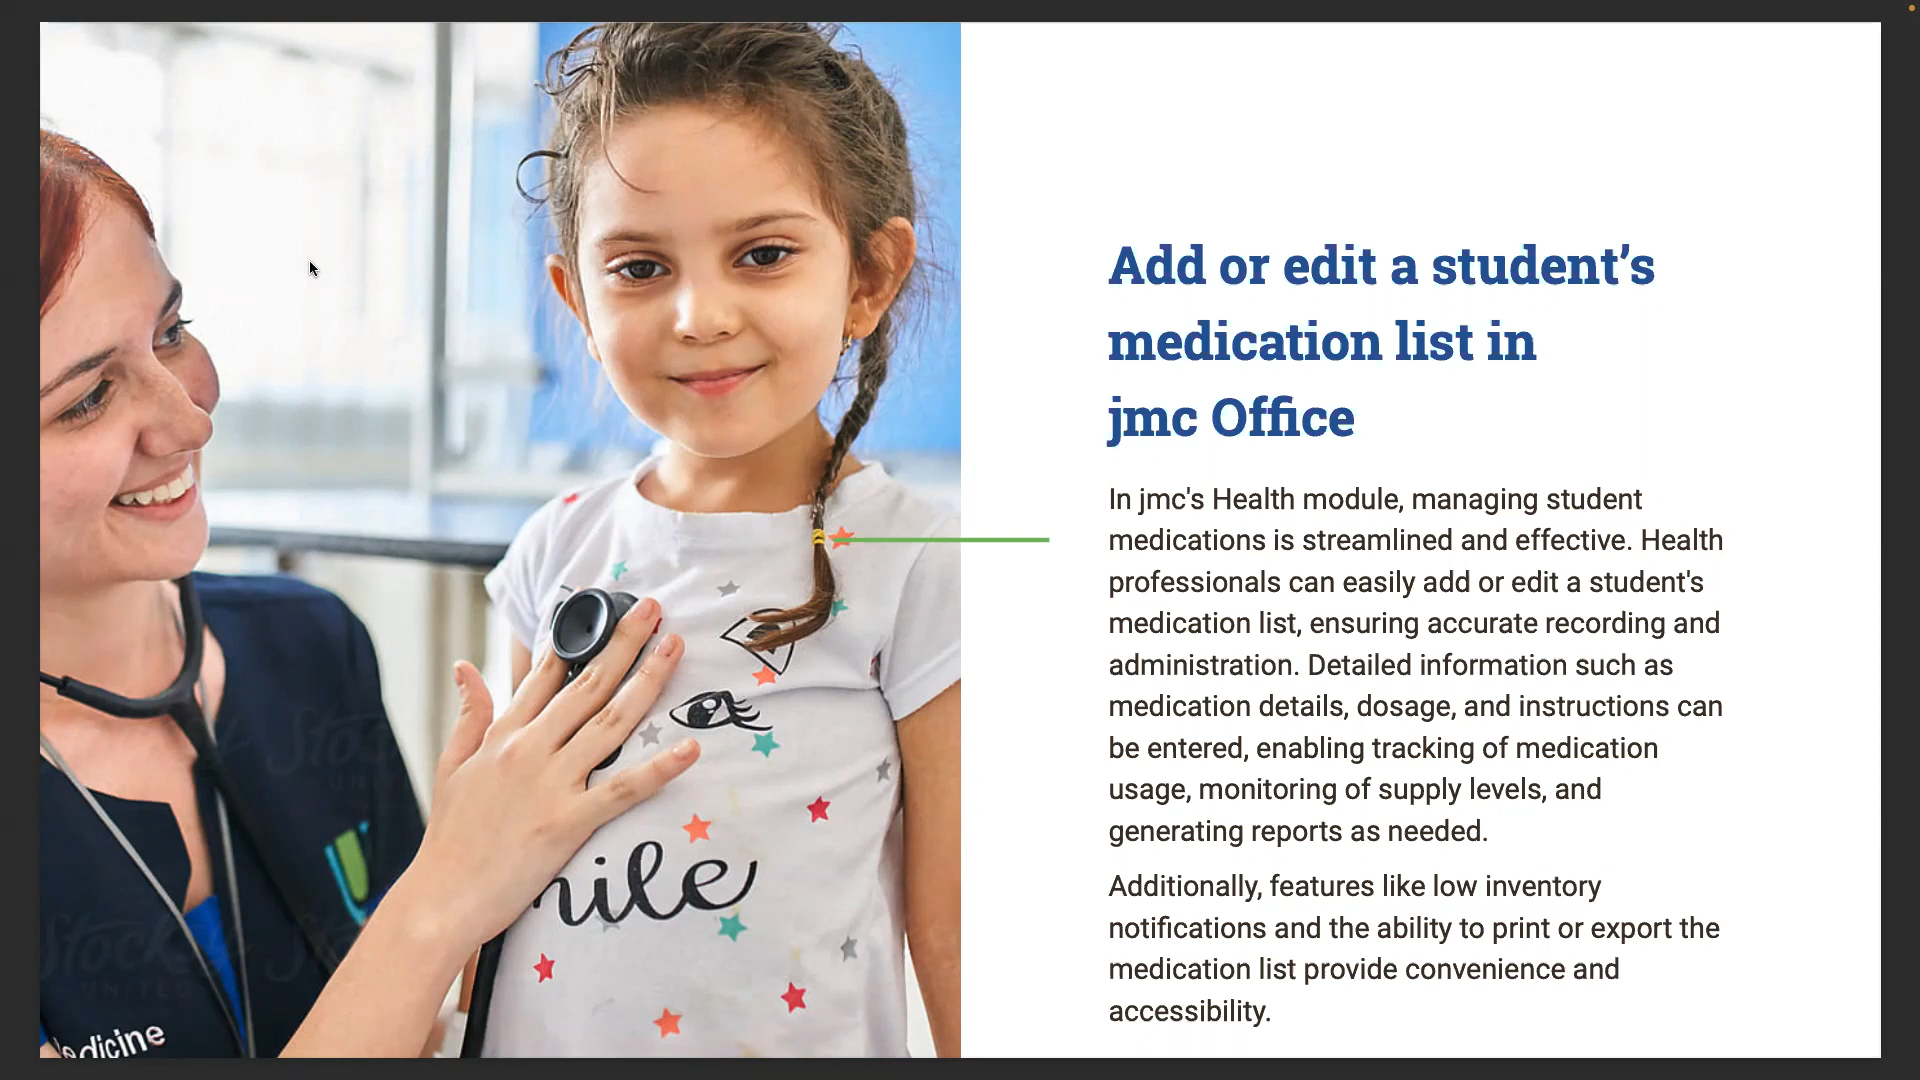 Add or edit a student’s
medication list in
jmc Office
In jmc's Health module, managing student
medications is streamlined and effective. Health
professionals can easily add or edit a student's
medication list, ensuring accurate recording and
administration. Detailed information such as
medication details, dosage, and instructions can
be entered, enabling tracking of medication
usage, monitoring of supply levels, and
generating reports as needed.
Additionally, features like low inventory
notifications and the ability to print or export the
medication list provide convenience and
accessibility.